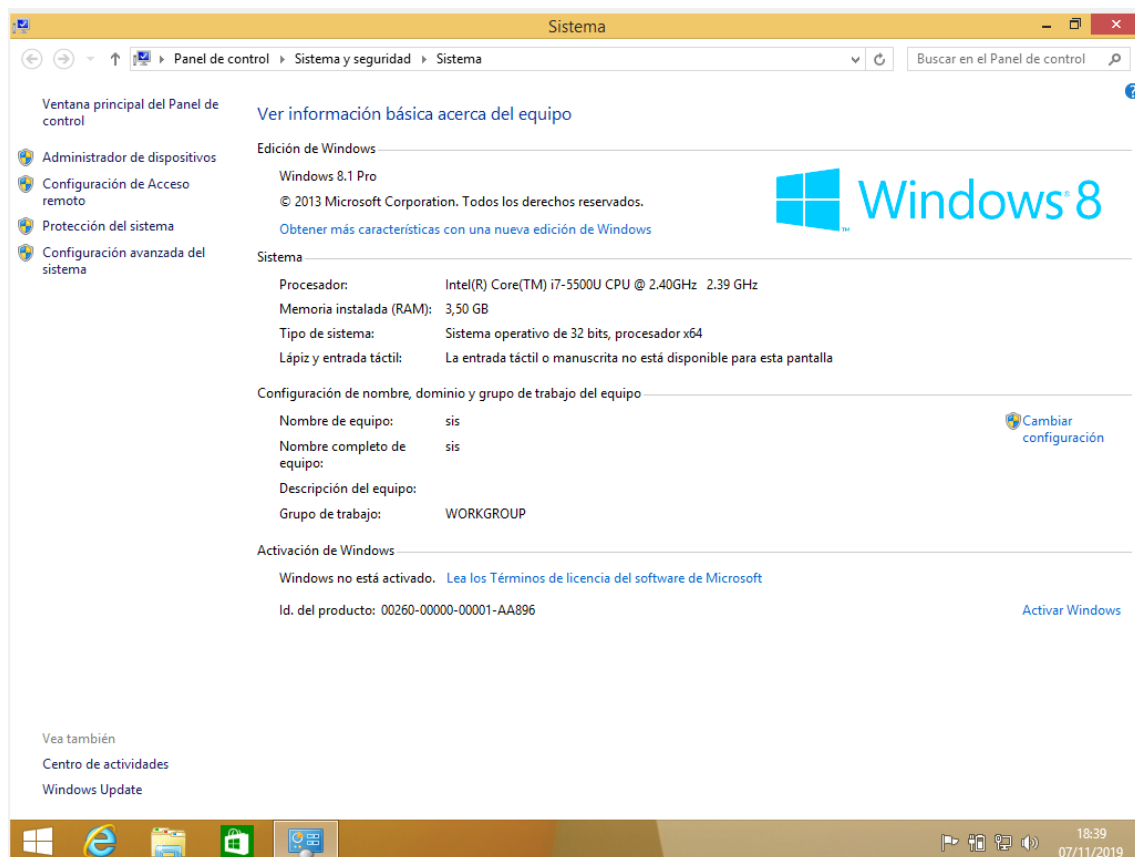 Sistema
Panel de control Sistema y seguridad Sistema
Buscar en el Panel de control
Ventana principal del Panel de
control
Administrador de dispositivos
Configuración de Acceso
remoto
Protección del sistema
Configuración avanzada del
sistema
Ver información básica acerca del equipo
Edición de Windows
Windows 8.1 Pro
© 2013 Microsoft Corporation. Todos los derechos reservados.
Obtener más características con una nueva edición de Windows
Windows® 8
Sistema
Procesador: Intel(R) Core(TM) i7-5500U CPU @ 2.40GHz 2.39 GHz
Memoria instalada (RAM): 3,50 GB
Tipo de sistema: Sistema operativo de 32 bits, procesador x64
Lápiz y entrada táctil: La entrada táctil o manuscrita no está disponible para esta pantalla
Configuración de nombre, dominio y grupo de trabajo del equipo
Nombre de equipo: sis
Cambiar
configuración
Nombre completo de
equipo:
sis
Descripción del equipo:
Grupo de trabajo: WORKGROUP
Activación de Windows
Windows no está activado. Lea los Términos de licencia del software de Microsoft
Id. del producto: 00260-00000-00001-AA896
Activar Windows
Vea también
Centro de actividades
Windows Update
18:39
07/11/2019